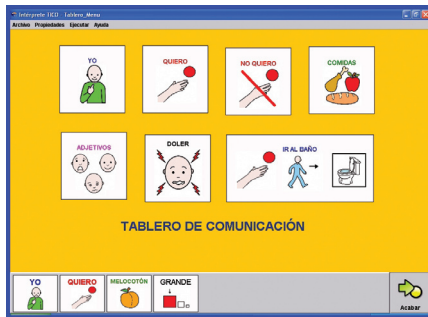 Intérprete TICO - Tablero_Menu
Archivo Propiedades Ejecutar Ayuda
YO
QUIERO
NO QUIERO
COMIDAS
ADJETIVOS
DOLER
IR AL BAÑO
TABLERO DE COMUNICACIÓN
YO
QUIERO
MELOCOTÓN
GRANDE
Acabar